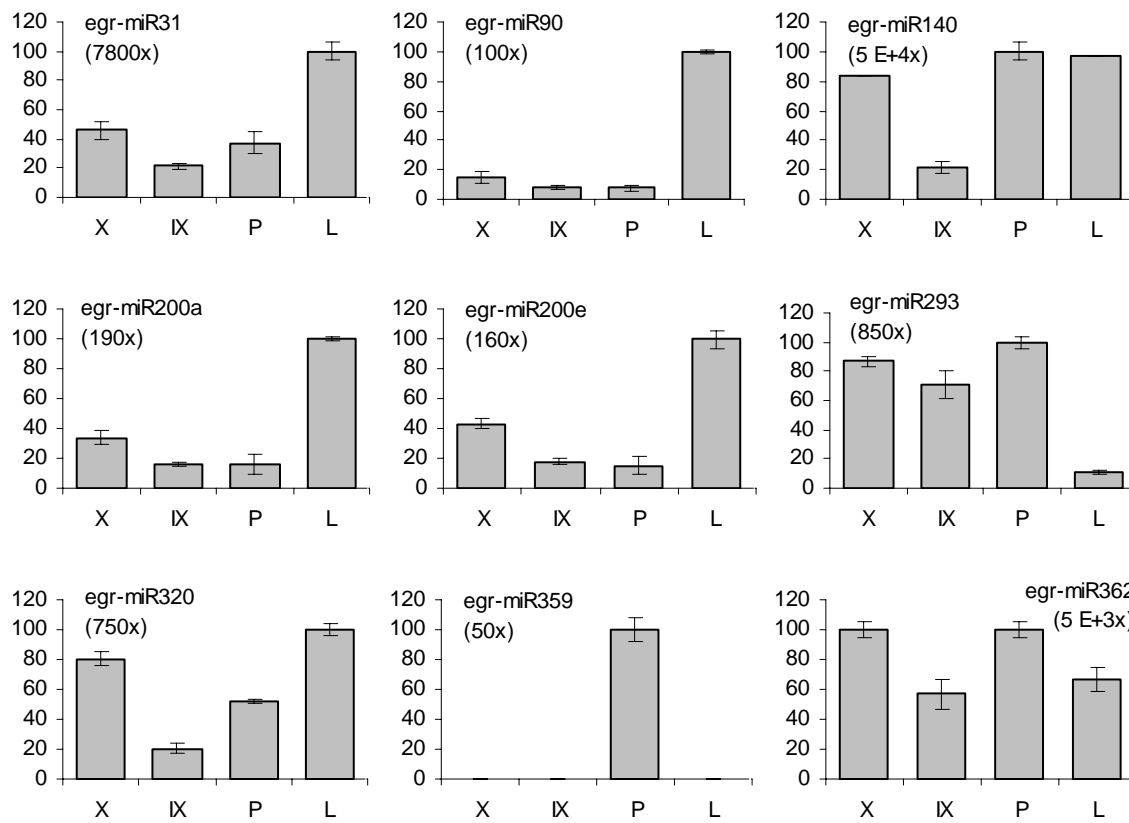 egr-miR31
(7800x)
120
100
80
60
40
20
0
X IX P L
egr-miR90
(100x)
120
100
80
60
40
20
0
X IX P L
egr-miR140
(5 E+4x)
120
100
80
60
40
20
0
X IX P L
egr-miR200a
(190x)
120
100
80
60
40
20
0
X IX P L
egr-miR200e
(160x)
120
100
80
60
40
20
0
X IX P L
egr-miR293
(850x)
120
100
80
60
40
20
0
X IX P L
egr-miR320
(750x)
120
100
80
60
40
20
0
X IX P L
egr-miR359
(50x)
120
100
80
60
40
20
0
X IX P L
egr-miR362
(5 E+3x)
120
100
80
60
40
20
0
X IX P L